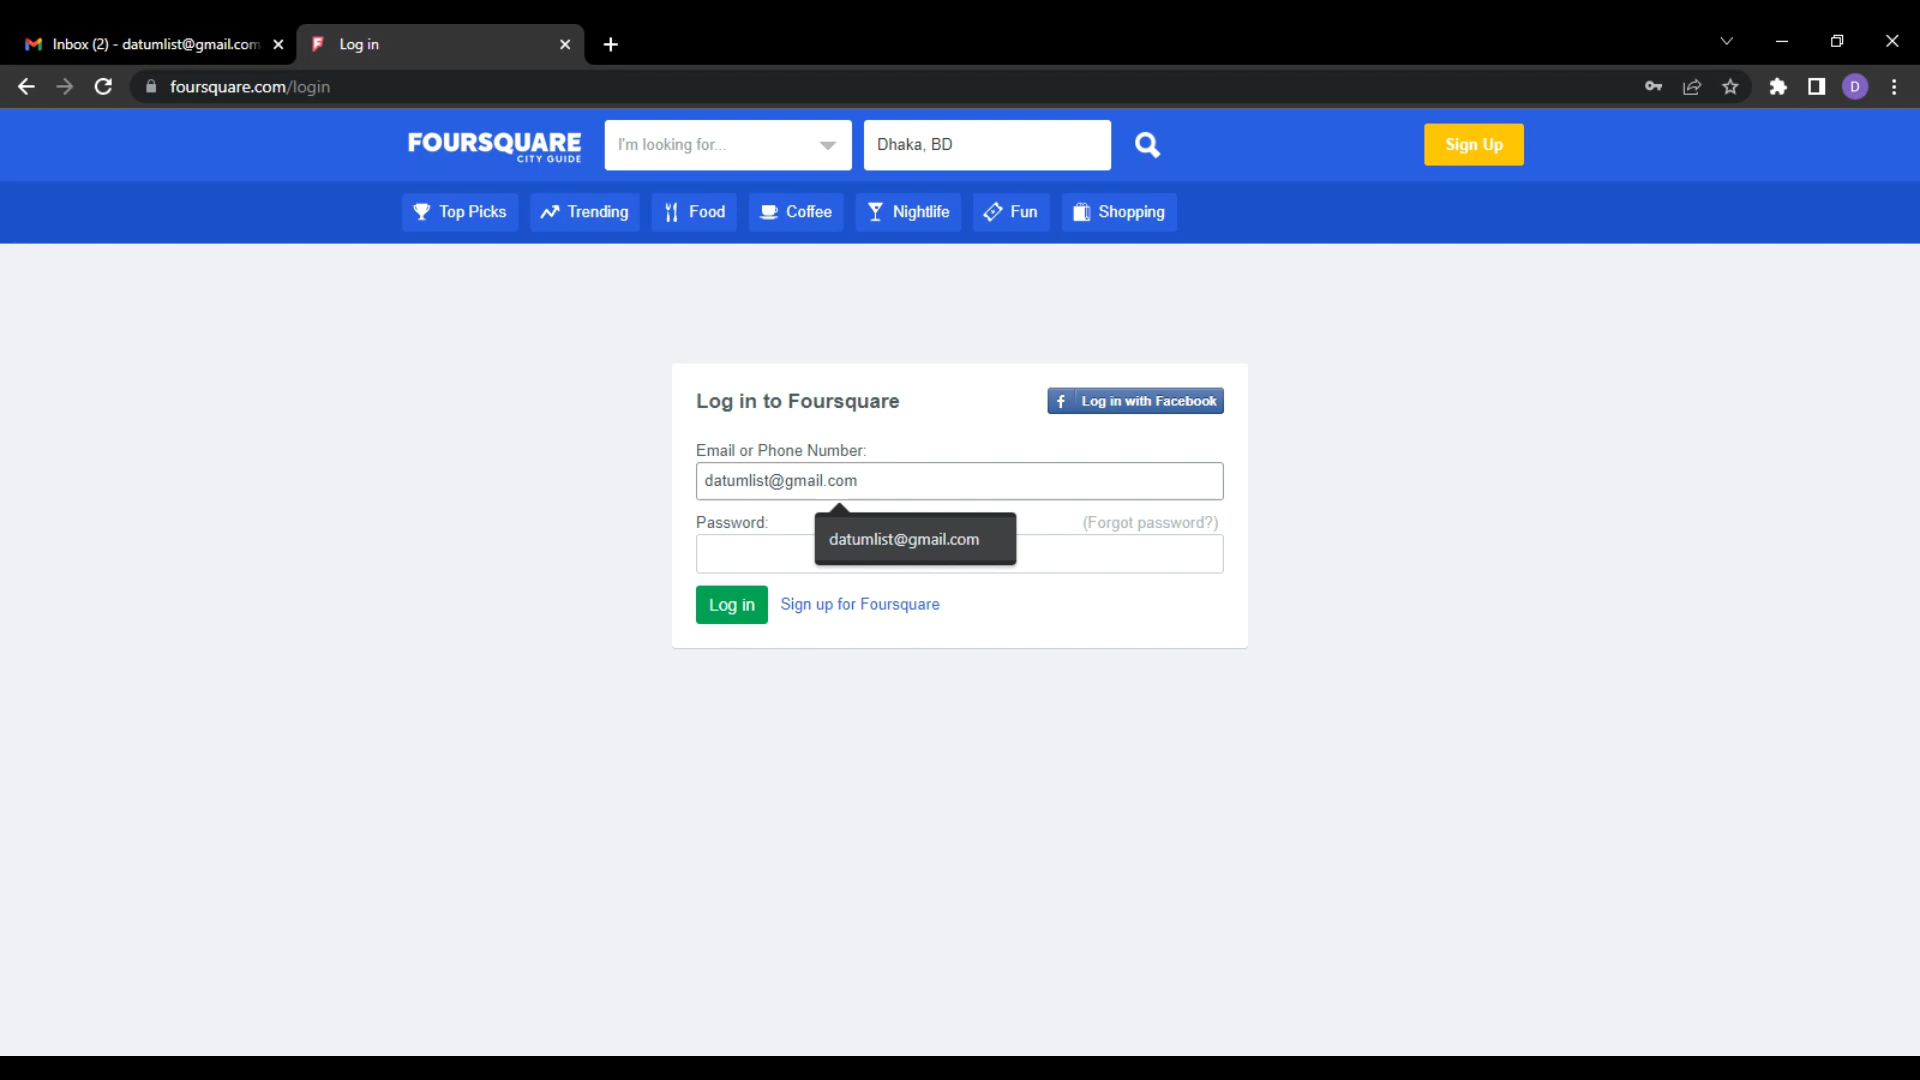 Inbox (2) - datumlist@gmail.com
Log in
foursquare.com/login
D
FOURSQUARE
CITY GUIDE
I'm looking for...
Dhaka, BD
Sign Up
Top Picks
Trending
Food
Coffee
Nightlife
Fun
Shopping
Log in to Foursquare
f Log in with Facebook
Email or Phone Number:
datumlist@gmail.com
Password:
(Forgot password?)
datumlist@gmail.com
Log in
Sign up for Foursquare